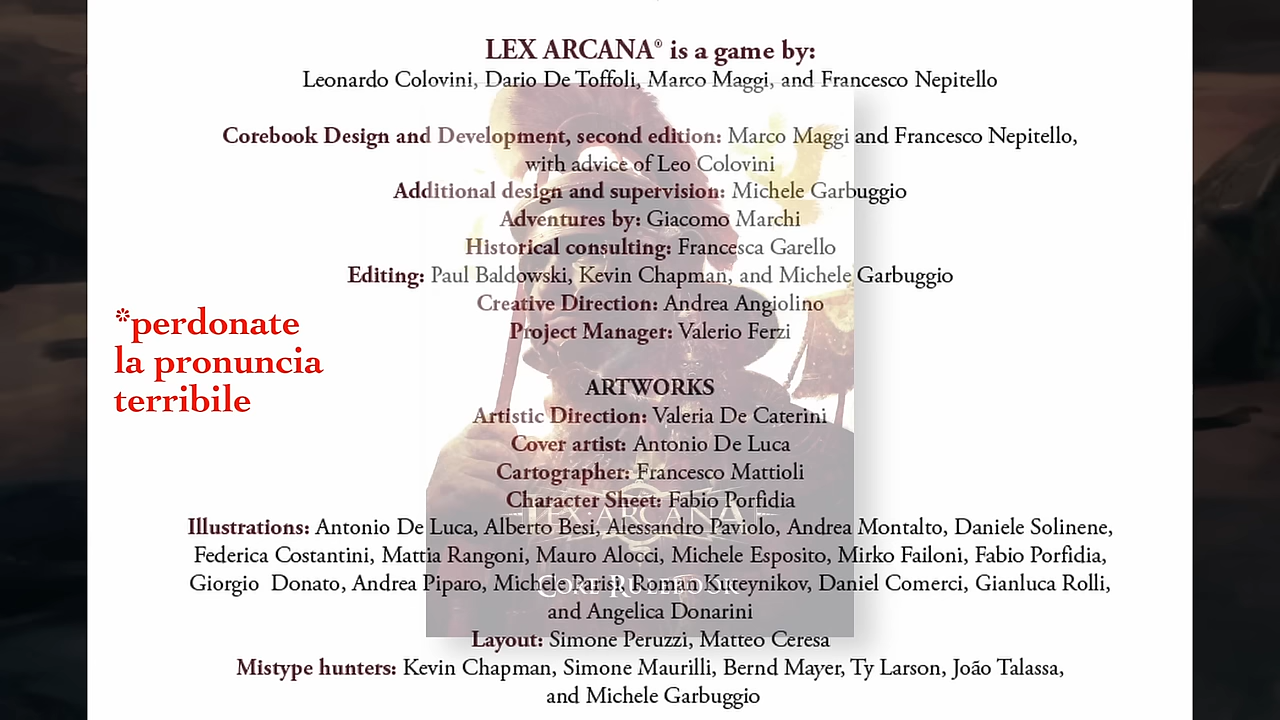 LEX ARCANA® is a game by:
Leonardo Colovini, Dario De Toffoli, Marco Maggi, and Francesco Nepitello
Corebook Design and Development, second edition: Marco Maggi and Francesco Nepitello,
with advice of Leo Colovini
Additional design and supervision: Michele Garbuggio
Adventures by: Giacomo Marchi
Historical consulting: Francesca Garello
Editing: Paul Baldowski, Kevin Chapman, and Michele Garbuggio
Creative Direction: Andrea Angiolino
Project Manager: Valerio Ferzi
*perdonate
la pronuncia
terribile
ARTWORKS
Artistic Direction: Valeria De Caterini
Cover artist: Antonio De Luca
Cartographer: Francesco Mattioli
Character Sheet: Fabio Porfidia
LEX ARCANA
Illustrations: Antonio De Luca, Alberto Besi, Alessandro Paviolo, Andrea Montalto, Daniele Solinene,
Federica Costantini, Mattia Rangoni, Mauro Alocci, Michele Esposito, Mirko Failoni, Fabio Porfidia,
Giorgio Donato, Andrea Piparo, Michele Parisi, Roman Kuteynikov, Daniel Comerci, Gianluca Rolli,
CORE RULEBOOK
and Angelica Donarini
Layout: Simone Peruzzi, Matteo Ceresa
Mistype hunters: Kevin Chapman, Simone Maurilli, Bernd Mayer, Ty Larson, João Talassa,
and Michele Garbuggio